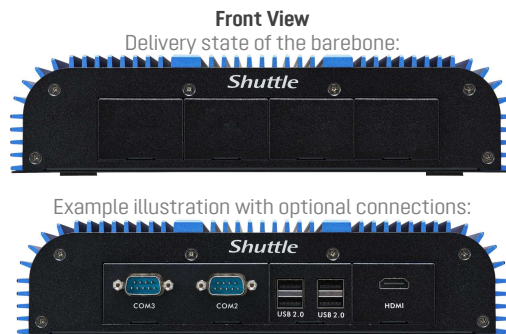 Front View
Delivery state of the barebone:
Shuttle
Example illustration with optional connections:
Shuttle
COM3
COM2
USB 2.0
USB 2.0
HDMI